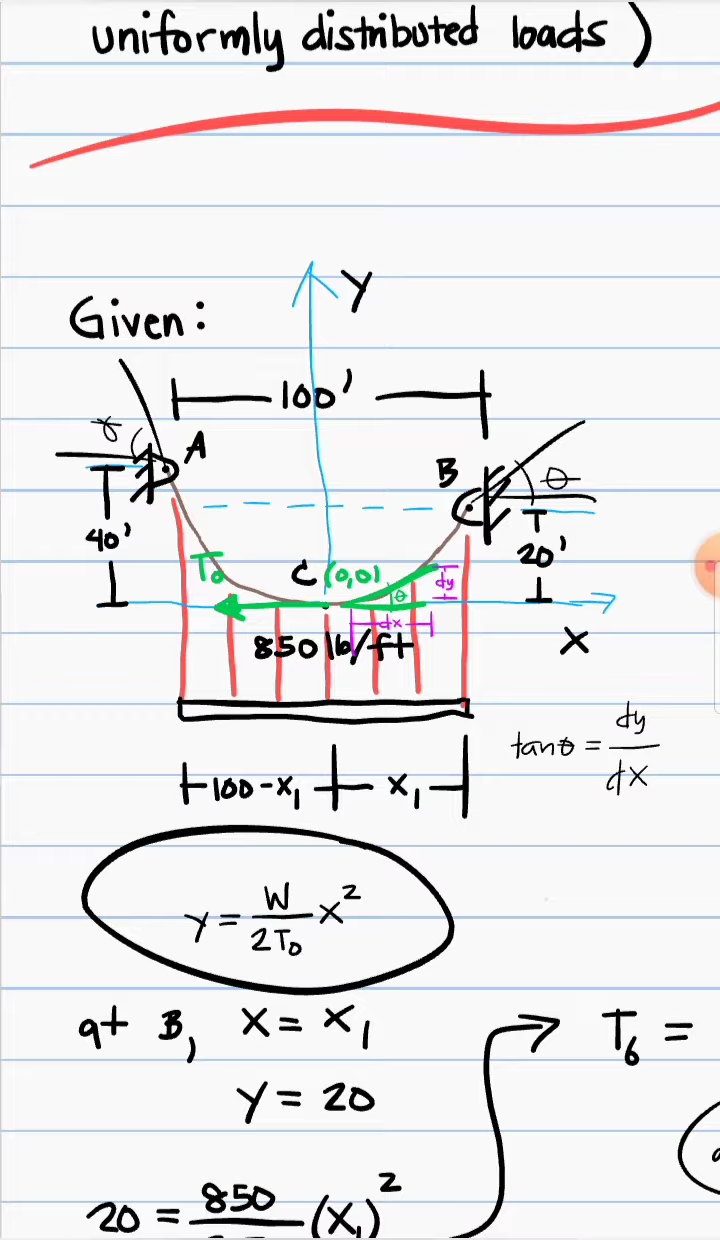 uniformly distributed loads )
Y
Given:
100'
γ
A
B
θ
40'
20'
T₀
C (0,0)
dy
θ
dx
850 lb/ft
X
tanθ = dy/dx
100-x₁
x₁
y = W/2T₀ x²
at B, x = x₁
T₀ =
y = 20
20 = 850 (x₁)²